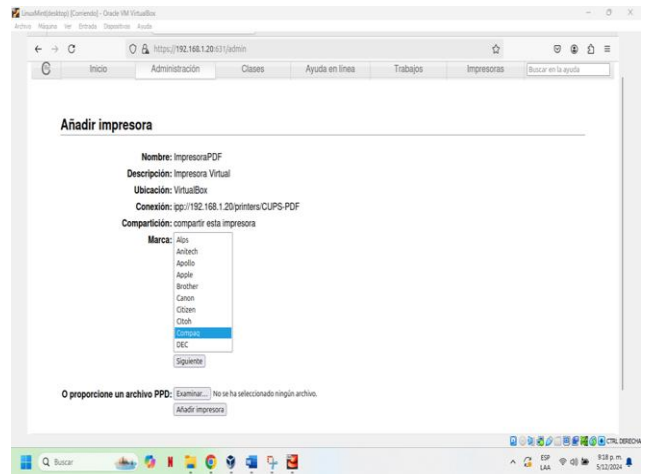 LinuxMint(desktop) [Corriendo] - Oracle VM VirtualBox
Archivo Máquina Ver Entrada Dispositivos Ayuda
https://192.168.1.20:631/admin
Inicio Administración Clases Ayuda en línea Trabajos Impresoras Buscar en la ayuda
Añadir impresora
Nombre: ImpresoraPDF
Descripción: Impresora Virtual
Ubicación: VirtualBox
Conexión: ipp://192.168.1.20/printers/CUPS-PDF
Compartición: compartir esta impresora
Marca: Alps
Anitech
Apollo
Apple
Brother
Canon
Citizen
Citoh
Compaq
DEC
Siguiente
O proporcione un archivo PPD: Examinar... No se ha seleccionado ningún archivo.
Añadir impresora
CTRL DERECHA
Buscar
ESP
LAA
9:18 p. m.
5/12/2024